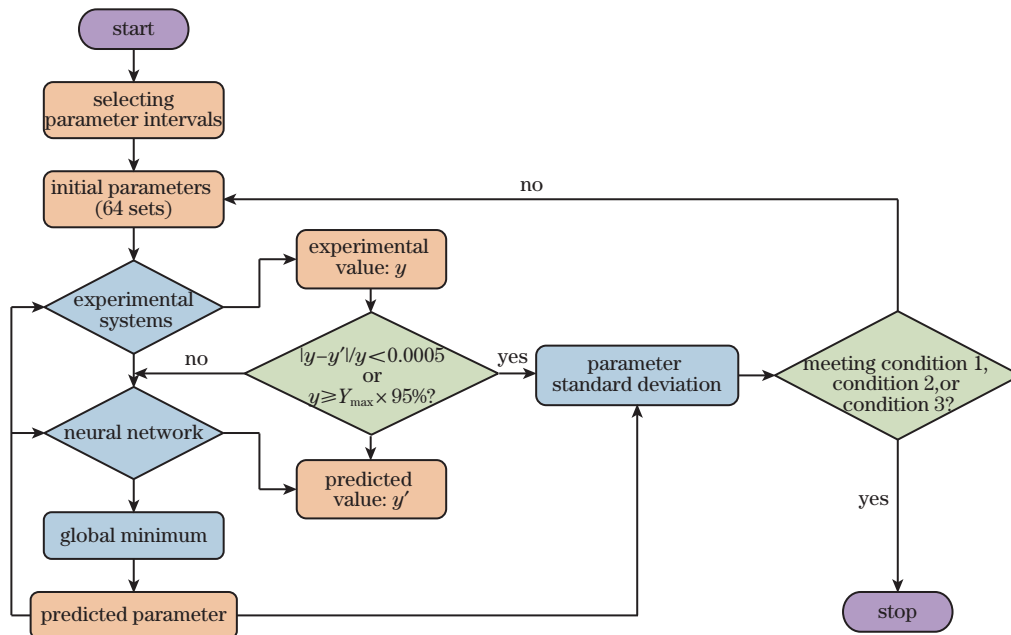 start
selecting
parameter intervals
initial parameters
(64 sets)
no
experimental
value: y
experimental
systems
|y−y′|/y<0.0005
or
y⩾Ymax×95%?
no
yes
parameter
standard deviation
meeting condition 1,
condition 2,or
condition 3?
neural network
predicted
value: y′
yes
global minimum
predicted parameter
stop